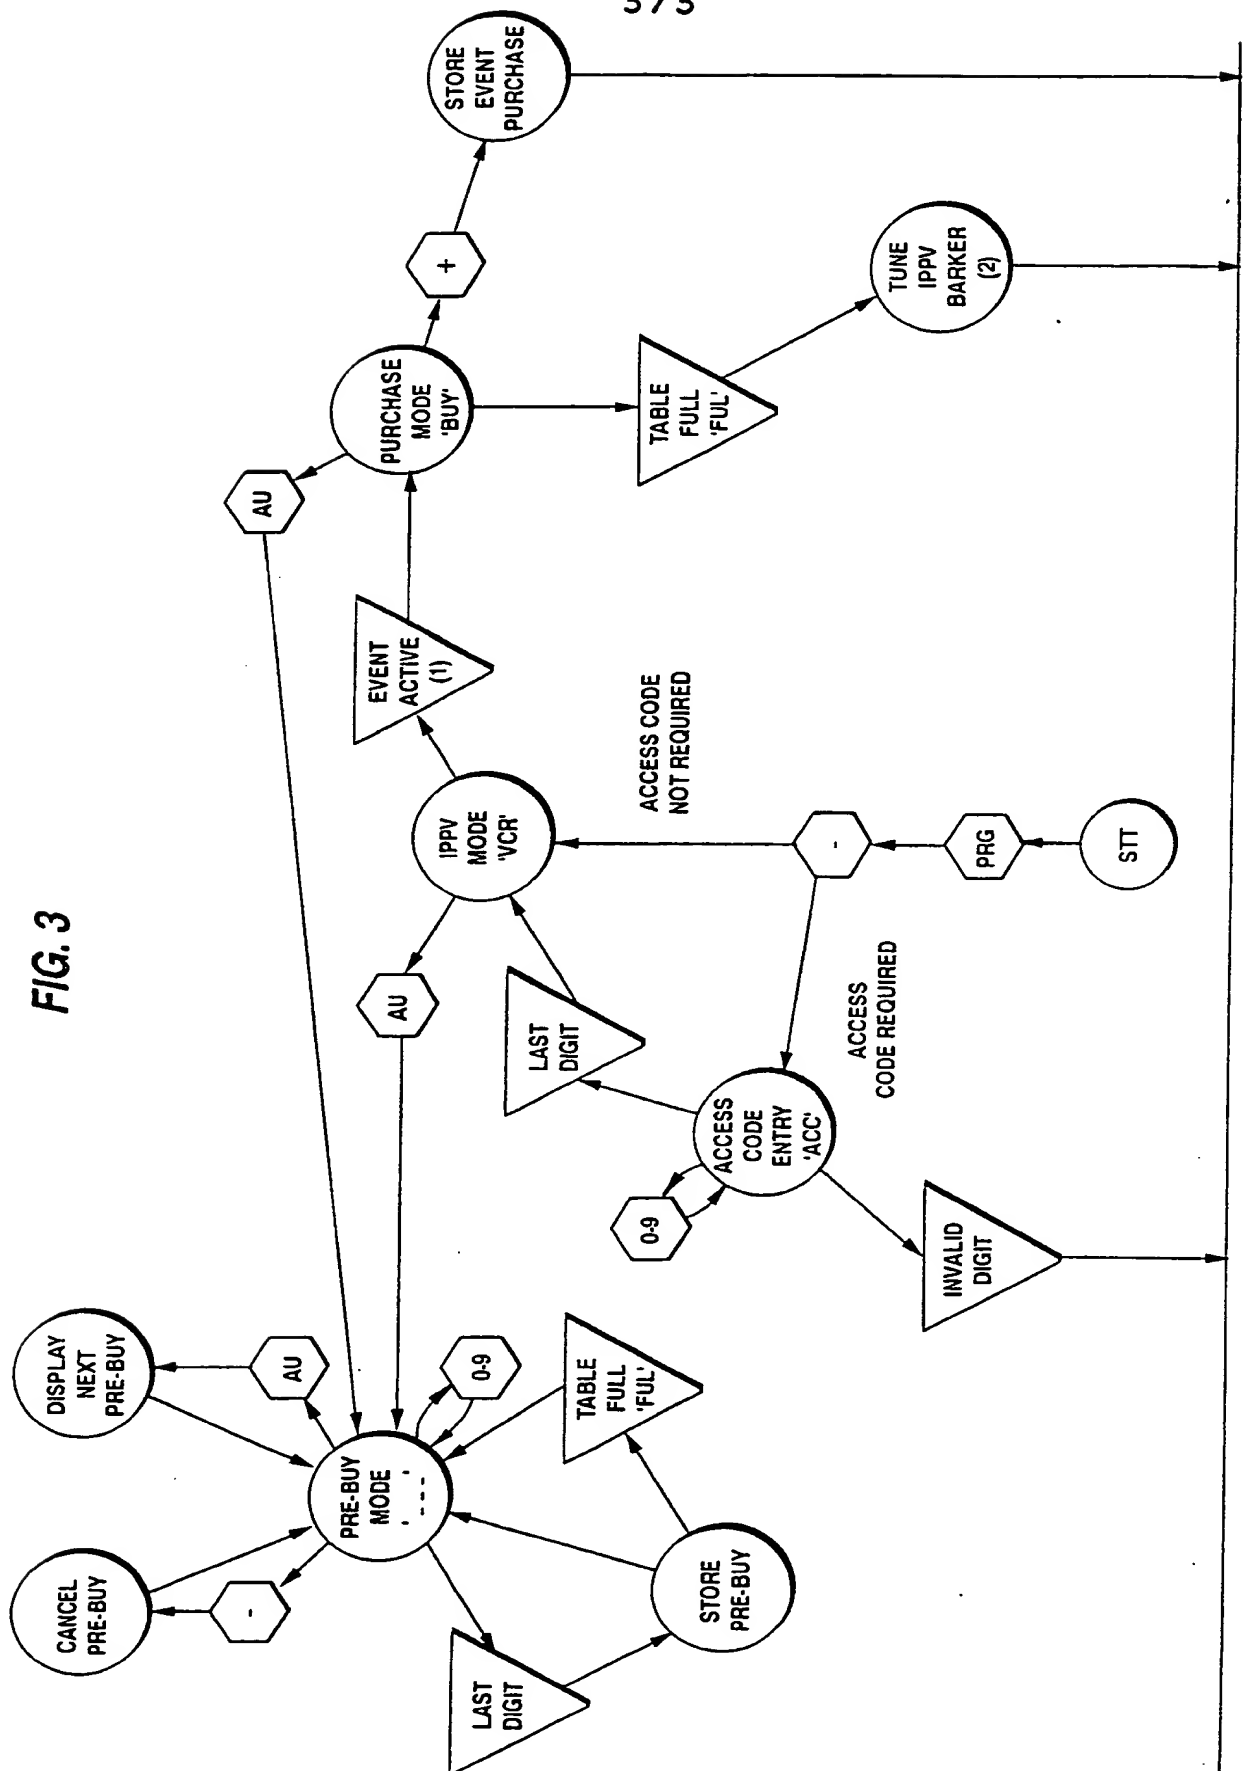 FIG. 3
CANCEL
PRE-BUY
DISPLAY
NEXT
PRE-BUY
-
AU
AU
PRE-BUY
MODE
' --- '
AU
EVENT
ACTIVE
(1)
PURCHASE
MODE
'BUY'
+
STORE
EVENT
PURCHASE
0-9
IPPV
MODE
'VCR'
LAST
DIGIT
LAST
DIGIT
TABLE
FULL
'FUL'
TABLE
FULL
'FUL'
ACCESS CODE
NOT REQUIRED
0-9
STORE
PRE-BUY
ACCESS
CODE
ENTRY
'ACC'
-
ACCESS
CODE REQUIRED
TUNE
IPPV
BARKER
(2)
INVALID
DIGIT
PRG
STT